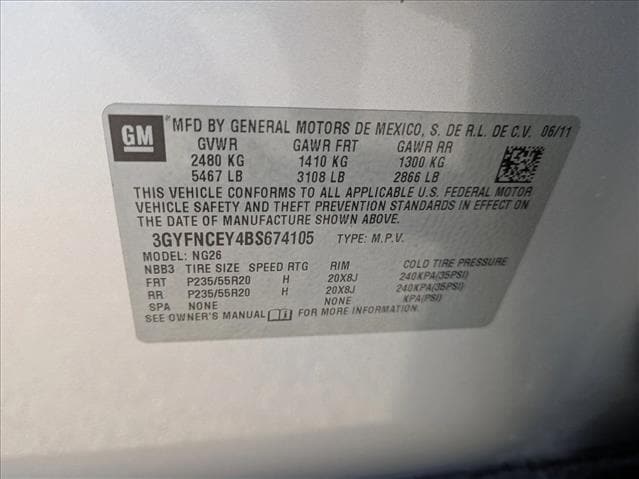 GM
MFD BY GENERAL MOTORS DE MEXICO, S. DE R.L. DE C.V. 06/11
GVWR GAWR FRT GAWR RR
2480 KG 1410 KG 1300 KG
5467 LB 3108 LB 2866 LB
THIS VEHICLE CONFORMS TO ALL APPLICABLE U.S. FEDERAL MOTOR
VEHICLE SAFETY AND THEFT PREVENTION STANDARDS IN EFFECT ON
THE DATE OF MANUFACTURE SHOWN ABOVE.
3GYFNCEY4BS674105 TYPE: M.P.V.
MODEL: NG26
NBB3 TIRE SIZE SPEED RTG RIM COLD TIRE PRESSURE
FRT P235/55R20 H 20X8J 240KPA(35PSI)
RR P235/55R20 H 20X8J 240KPA(35PSI)
SPA NONE NONE KPA(PSI)
SEE OWNER'S MANUAL FOR MORE INFORMATION.